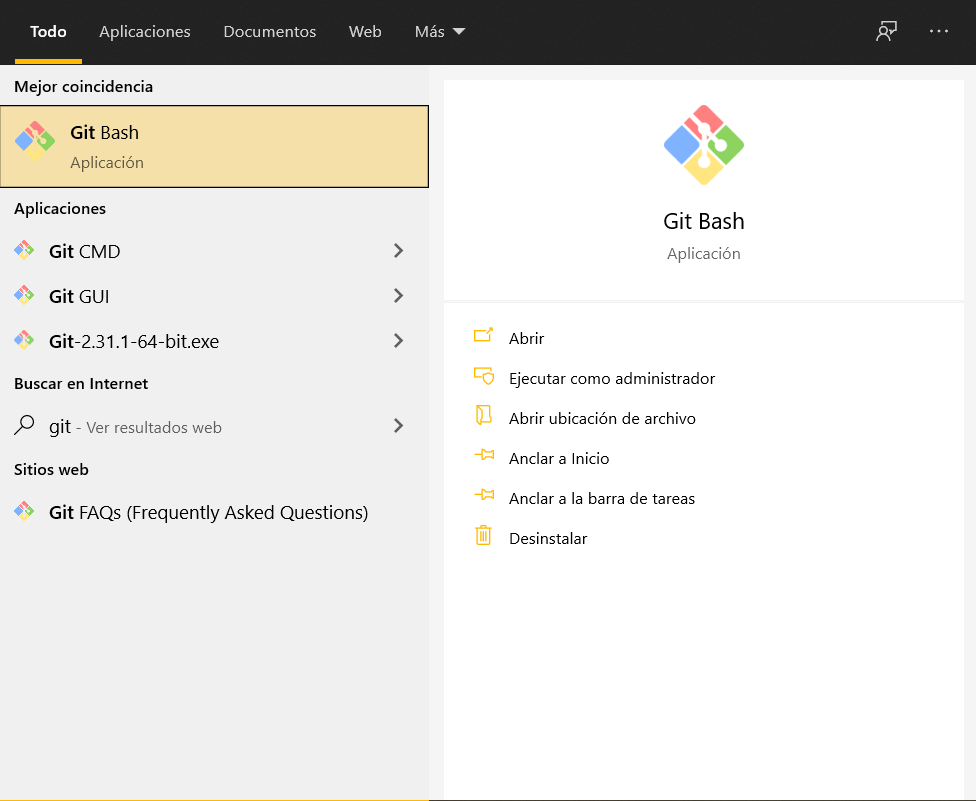 Todo Aplicaciones Documentos Web Más
Mejor coincidencia
Git Bash
Aplicación
Aplicaciones
Git CMD
Git GUI
Git-2.31.1-64-bit.exe
Buscar en Internet
git - Ver resultados web
Sitios web
Git FAQs (Frequently Asked Questions)
Git Bash
Aplicación
Abrir
Ejecutar como administrador
Abrir ubicación de archivo
Anclar a Inicio
Anclar a la barra de tareas
Desinstalar